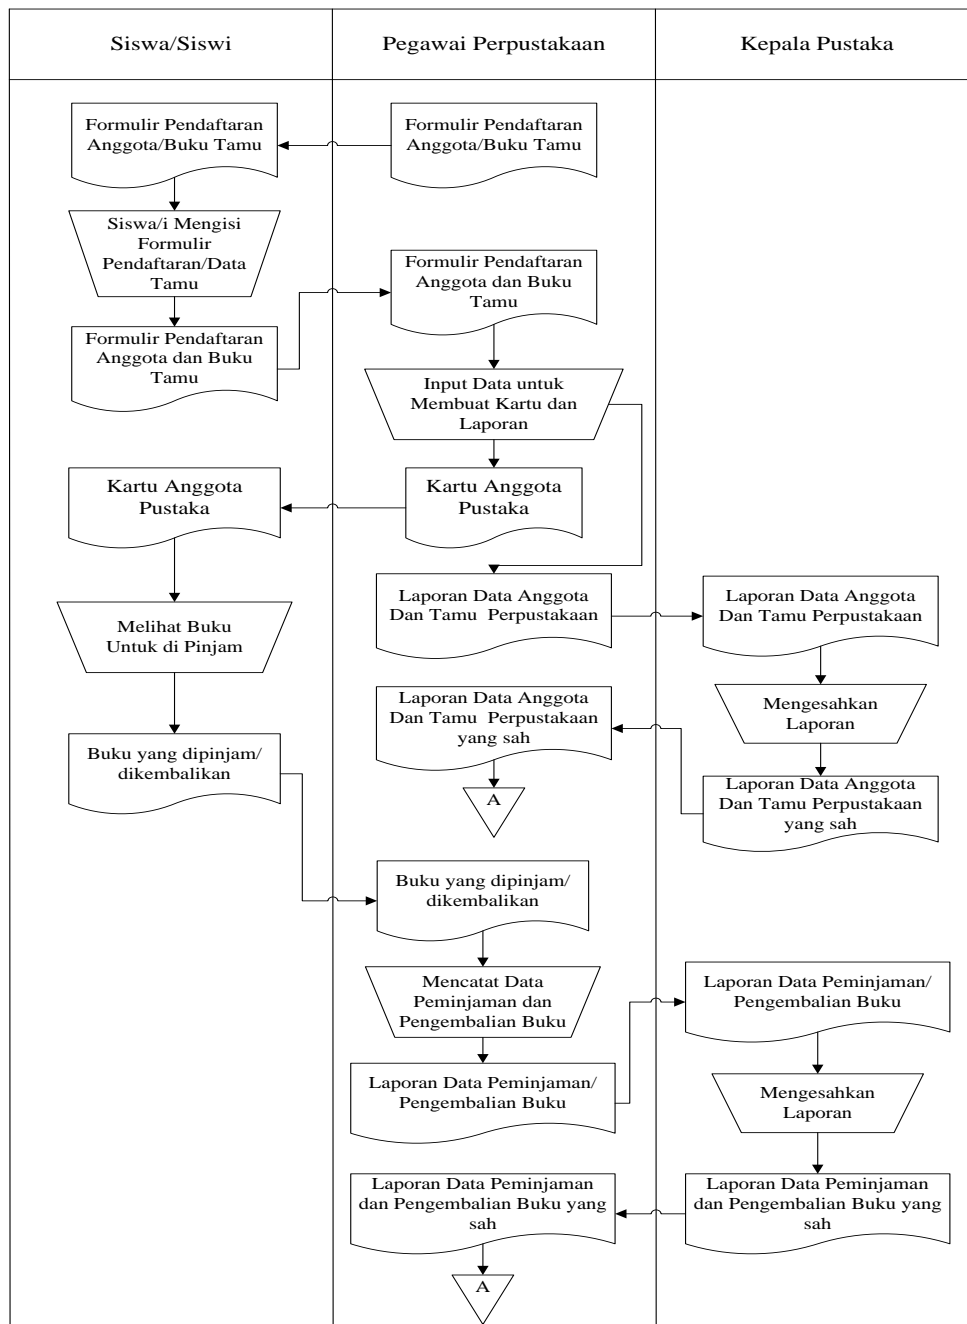 Siswa/Siswi
Pegawai Perpustakaan
Kepala Pustaka
Formulir Pendaftaran
Anggota/Buku Tamu
Formulir Pendaftaran
Anggota/Buku Tamu
Siswa/i Mengisi
Formulir
Pendaftaran/Data
Tamu
Formulir Pendaftaran
Anggota dan Buku
Tamu
Formulir Pendaftaran
Anggota dan Buku
Tamu
Input Data untuk
Membuat Kartu dan
Laporan
Kartu Anggota
Pustaka
Kartu Anggota
Pustaka
Laporan Data Anggota
Dan Tamu Perpustakaan
Laporan Data Anggota
Dan Tamu Perpustakaan
Melihat Buku
Untuk di Pinjam
Mengesahkan
Laporan
Laporan Data Anggota
Dan Tamu Perpustakaan
yang sah
Buku yang dipinjam/
dikembalikan
Laporan Data Anggota
Dan Tamu Perpustakaan
yang sah
A
Buku yang dipinjam/
dikembalikan
Mencatat Data
Peminjaman dan
Pengembalian Buku
Laporan Data Peminjaman/
Pengembalian Buku
Laporan Data Peminjaman/
Pengembalian Buku
Mengesahkan
Laporan
Laporan Data Peminjaman
dan Pengembalian Buku yang
sah
Laporan Data Peminjaman
dan Pengembalian Buku yang
sah
A